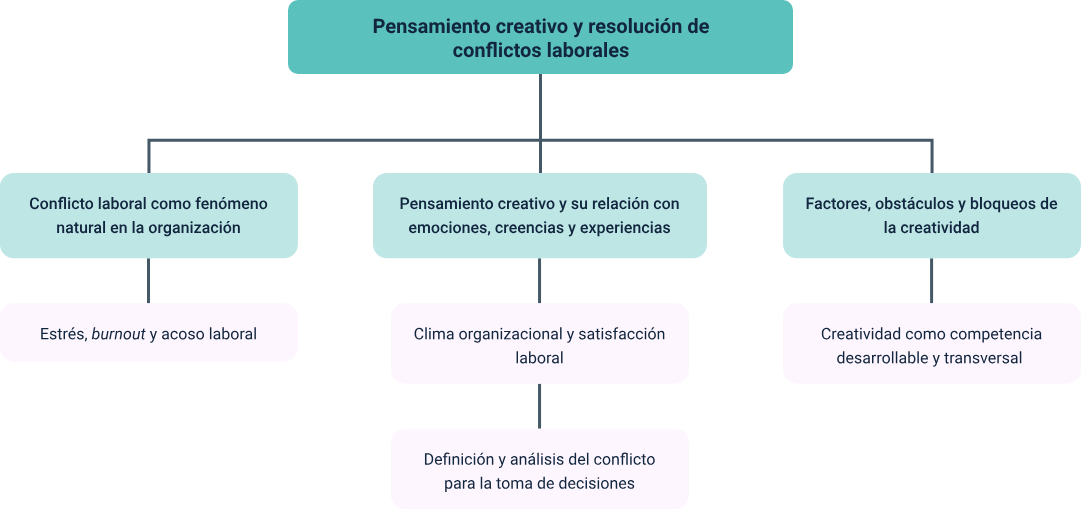 Pensamiento creativo y resolución de
conflictos laborales
Conflicto laboral como fenómeno
natural en la organización
Pensamiento creativo y su relación con
emociones, creencias y experiencias
Factores, obstáculos y bloqueos de
la creatividad
Estrés, burnout y acoso laboral
Clima organizacional y satisfacción
laboral
Creatividad como competencia
desarrollable y transversal
Definición y análisis del conflicto
para la toma de decisiones